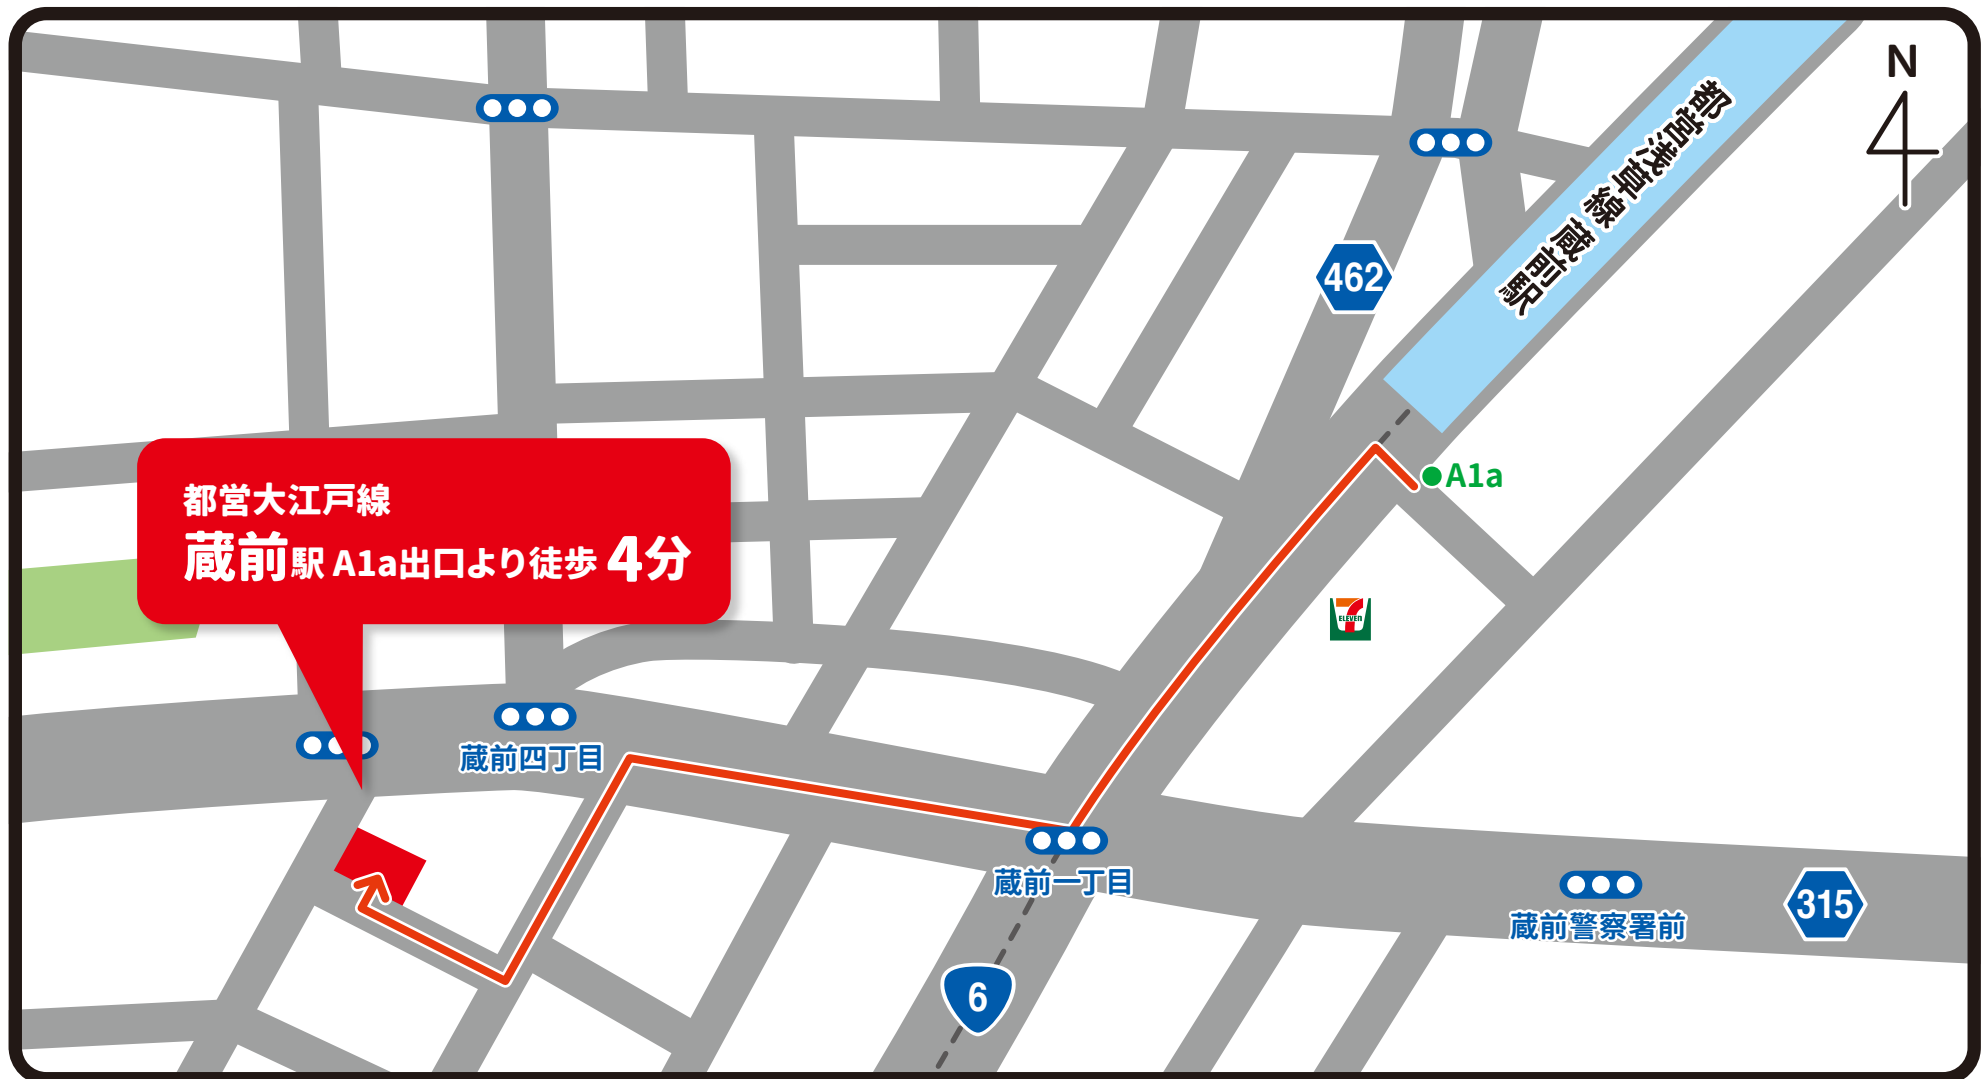 N
都営浅草線 蔵前駅
462
A1a
都営大江戸線
蔵前駅 A1a出口より徒歩 4分
ELEVEN
蔵前四丁目
蔵前一丁目
蔵前警察署前
315
6